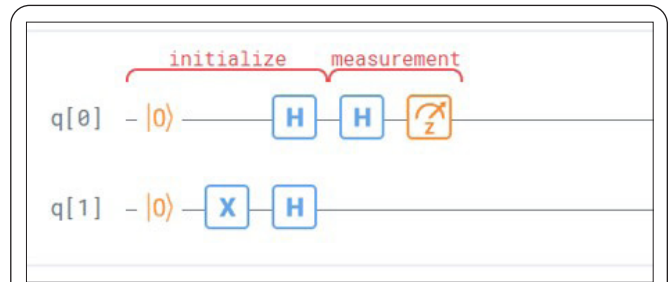 initialize measurement
q[0] |0⟩ H H z
q[1] |0⟩ X H